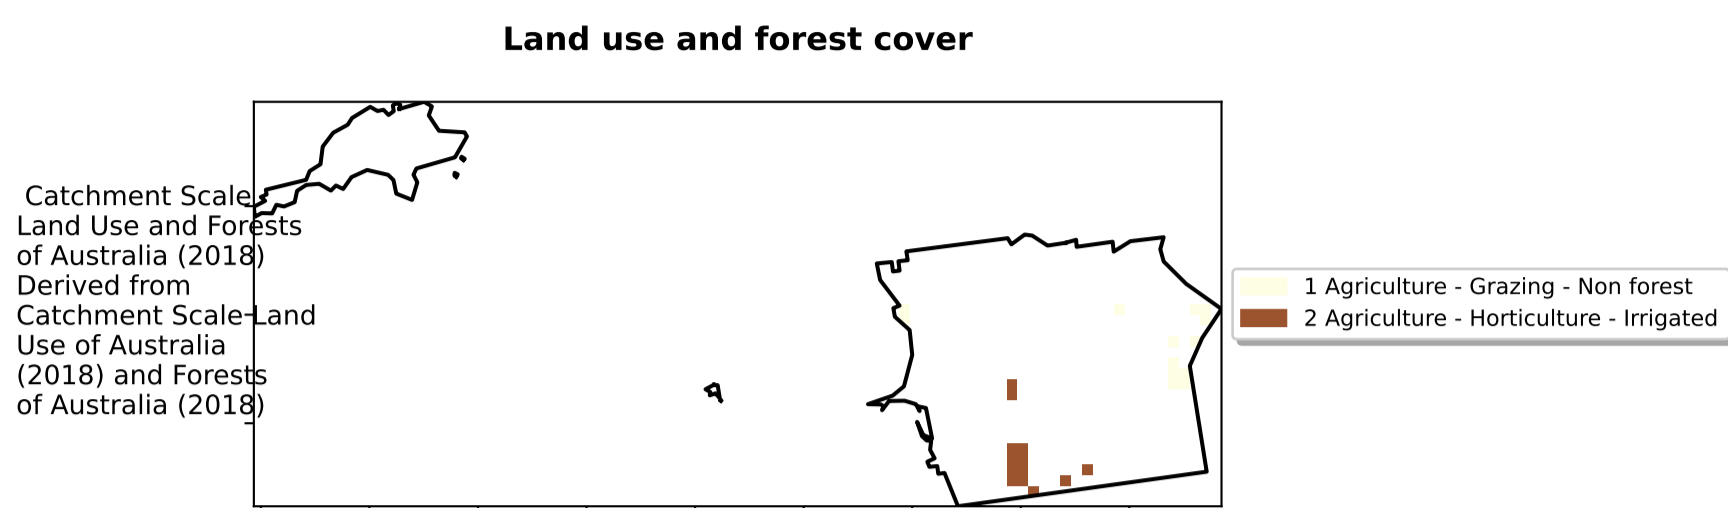 Land use and forest cover
Catchment Scale
Land Use and Forests
of Australia (2018)
Derived from
Catchment Scale Land
Use of Australia
(2018) and Forests
of Australia (2018)
1 Agriculture - Grazing - Non forest
2 Agriculture - Horticulture - Irrigated